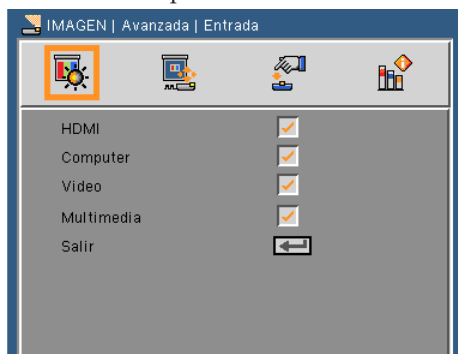 IMAGEN | Avanzada | Entrada
HDMI
Computer
Video
Multimedia
Salir